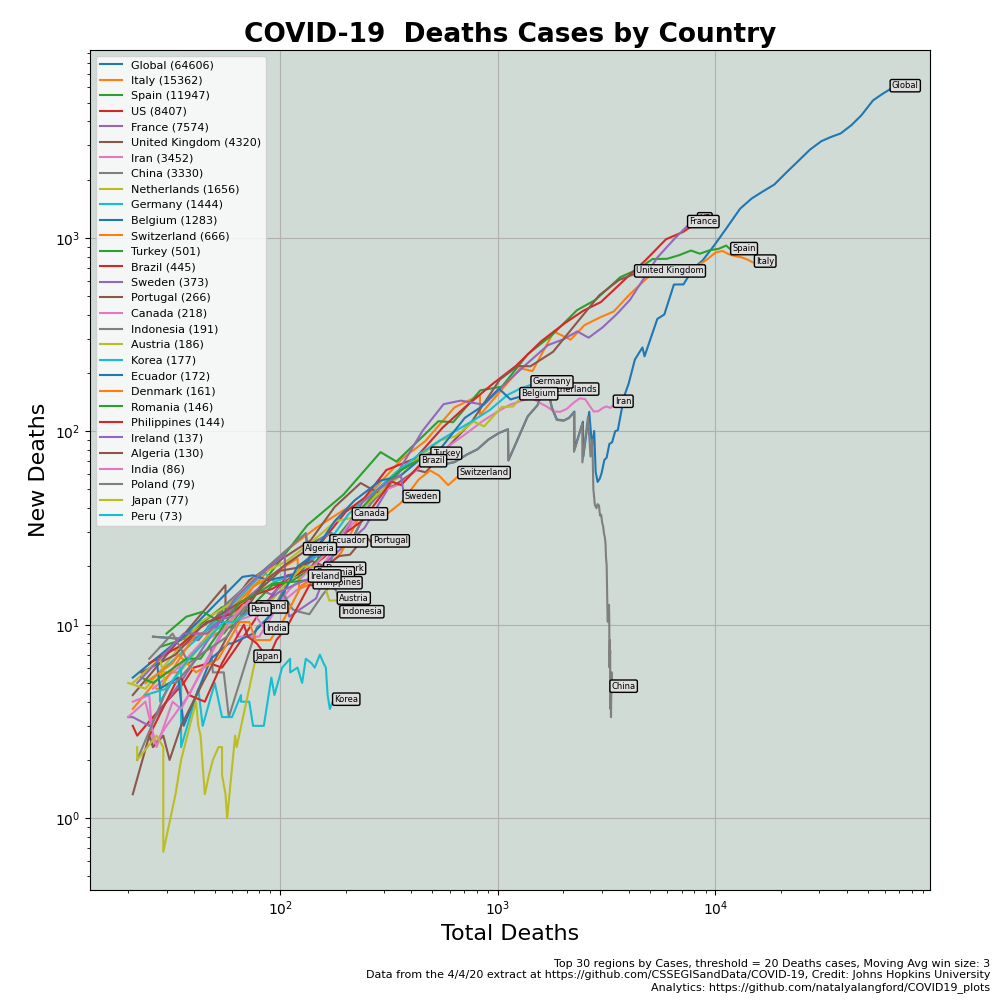 COVID-19  Deaths Cases by Country
Global (64606)
Italy (15362)
Spain (11947)
US (8407)
France (7574)
United Kingdom (4320)
Iran (3452)
China (3330)
Netherlands (1656)
Germany (1444)
Belgium (1283)
Switzerland (666)
Turkey (501)
Brazil (445)
Sweden (373)
Portugal (266)
Canada (218)
Indonesia (191)
Austria (186)
Korea (177)
Ecuador (172)
Denmark (161)
Romania (146)
Philippines (144)
Ireland (137)
Algeria (130)
India (86)
Poland (79)
Japan (77)
Peru (73)
Global
France
Spain
Italy
United Kingdom
Germany
Belgium
Iran
Brazil
Switzerland
Sweden
Canada
Ecuador
Portugal
Algeria
Ireland
Austria
Indonesia
Peru
India
Japan
China
Korea
New Deaths
10³
10²
10¹
10⁰
10²
10³
10⁴
Total Deaths
Top 30 regions by Cases, threshold = 20 Deaths cases, Moving Avg win size: 3
Data from the 4/4/20 extract at https://github.com/CSSEGISandData/COVID-19, Credit: Johns Hopkins University
Analytics: https://github.com/natalyalangford/COVID19_plots